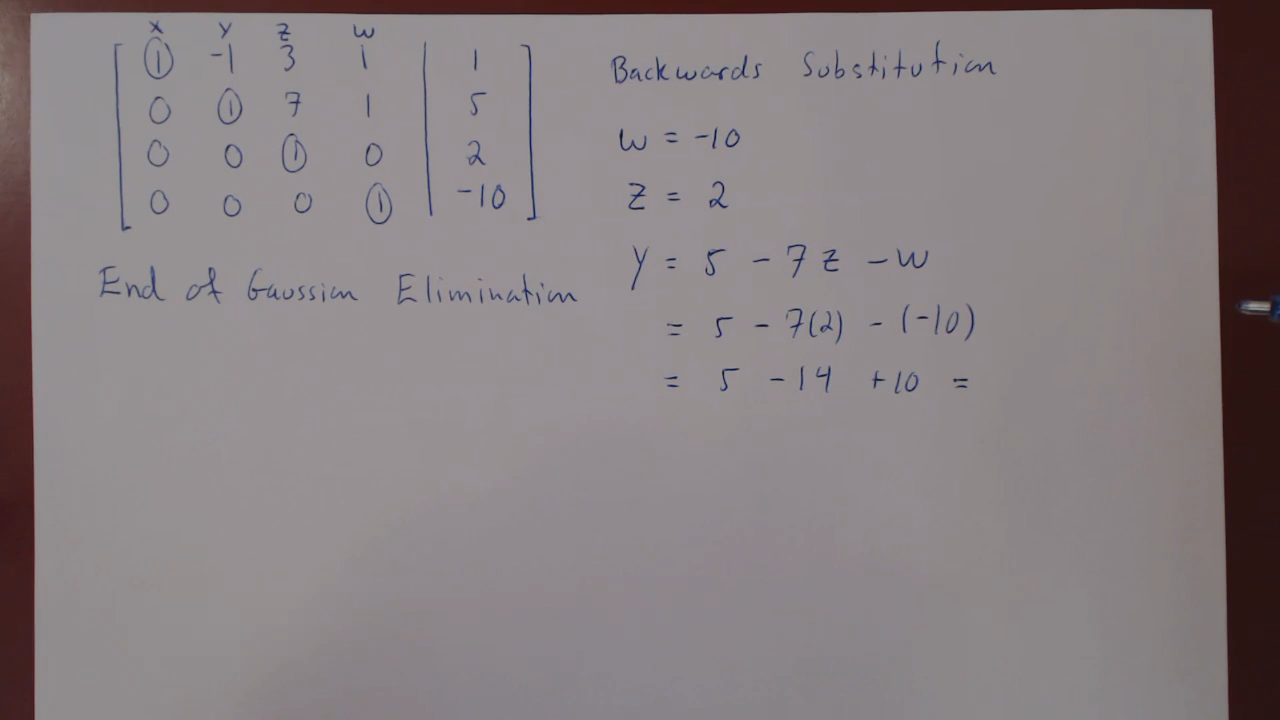 x y z w
1 -1 3 1 | 1
0 1 7 1 | 5
0 0 1 0 | 2
0 0 0 1 | -10
End of Gaussian Elimination
Backwards Substitution
w = -10
z = 2
y = 5 - 7z - w
= 5 - 7(2) - (-10)
= 5 - 14 + 10 =